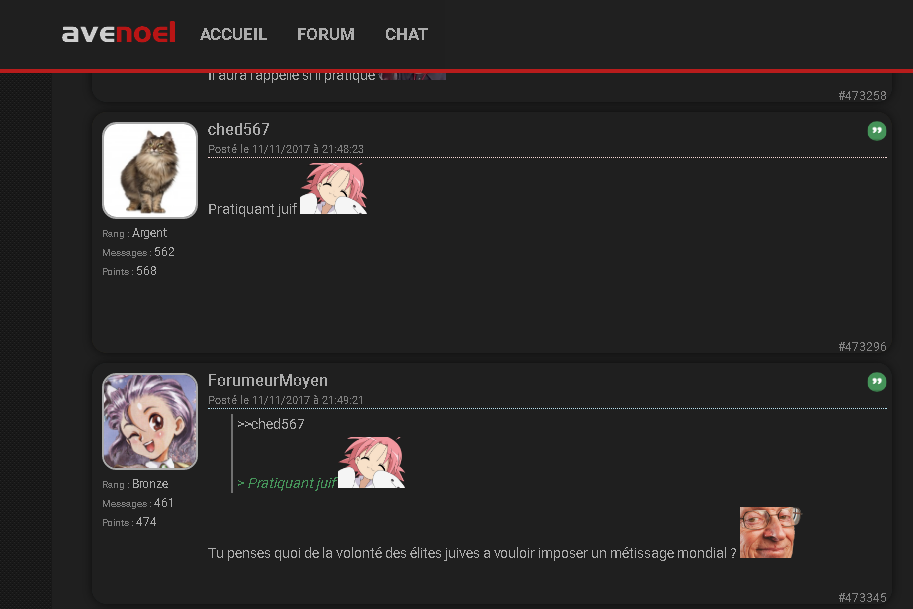 avenoel ACCUEIL FORUM CHAT
Il aura l'appelle si il pratique
#473258
ched567
Posté le 11/11/2017 à 21:48:23
Pratiquant juif
Rang : Argent
Messages : 562
Points : 568
#473296
ForumeurMoyen
Posté le 11/11/2017 à 21:49:21
>>ched567
> Pratiquant juif
Rang : Bronze
Messages : 461
Points : 474
Tu penses quoi de la volonté des élites juives a vouloir imposer un métissage mondial ?
#473345